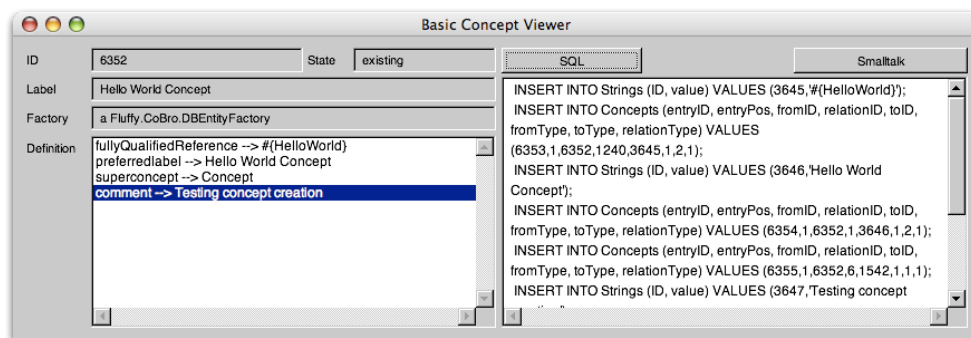 Basic Concept Viewer
ID 6352 State existing
Label Hello World Concept
Factory a Fluffy.CoBro.DBEntityFactory
Definition
fullyQualifiedReference --> #{HelloWorld}
preferredlabel --> Hello World Concept
superconcept --> Concept
comment --> Testing concept creation
SQL Smalltalk
INSERT INTO Strings (ID, value) VALUES (3645,'#{HelloWorld}');
INSERT INTO Concepts (entryID, entryPos, fromID, relationID, toID,
fromType, toType, relationType) VALUES
(6353,1,6352,1240,3645,1,2,1);
INSERT INTO Strings (ID, value) VALUES (3646,'Hello World
Concept');
INSERT INTO Concepts (entryID, entryPos, fromID, relationID, toID,
fromType, toType, relationType) VALUES (6354,1,6352,1,3646,1,2,1);
INSERT INTO Concepts (entryID, entryPos, fromID, relationID, toID,
fromType, toType, relationType) VALUES (6355,1,6352,6,1542,1,1,1);
INSERT INTO Strings (ID, value) VALUES (3647,'Testing concept